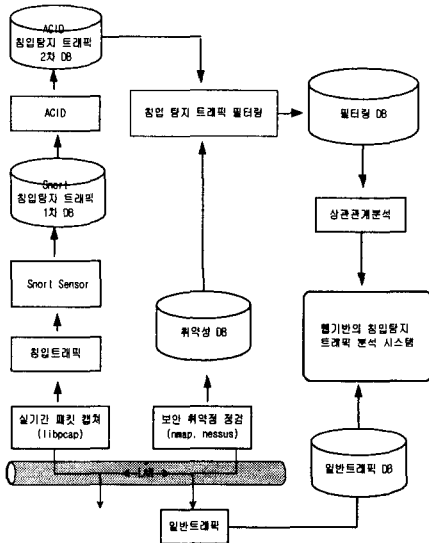 ACID
침입탐지 트래픽
2차 DB
ACID
Snort
침입탐지 트래픽
1차 DB
Snort Sensor
침입트래픽
실기간 패킷 캡쳐
(libpcap)
침입 탐지 트래픽 필터링
취약성 DB
보안 취약점 점검
(nmap, nessus)
LAN
일반트래픽
필터링 DB
상관관계분석
웹기반의 침입탐지
트래픽 분석 시스템
일반트래픽 DB